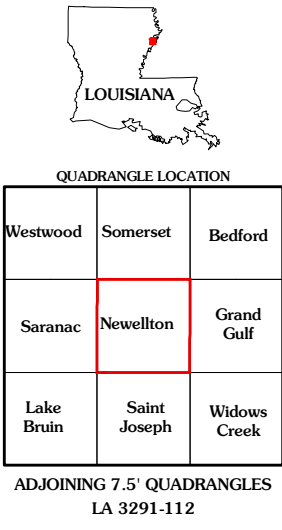 LOUISIANA
QUADRANGLE LOCATION
Westwood Somerset Bedford
Saranac Newellton Grand Gulf
Lake Bruin Saint Joseph Widows Creek
ADJOINING 7.5' QUADRANGLES
LA 3291-112